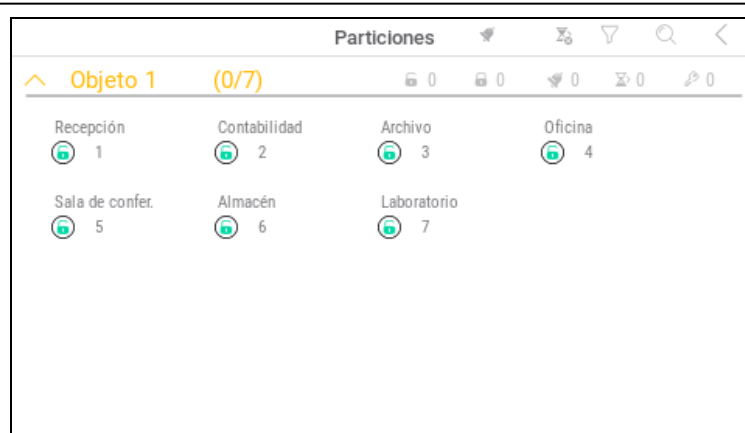 Particiones
Objeto 1 (0/7) 0 0 0 0 0
Recepción Contabilidad Archivo Oficina
1 2 3 4
Sala de confer. Almacén Laboratorio
5 6 7